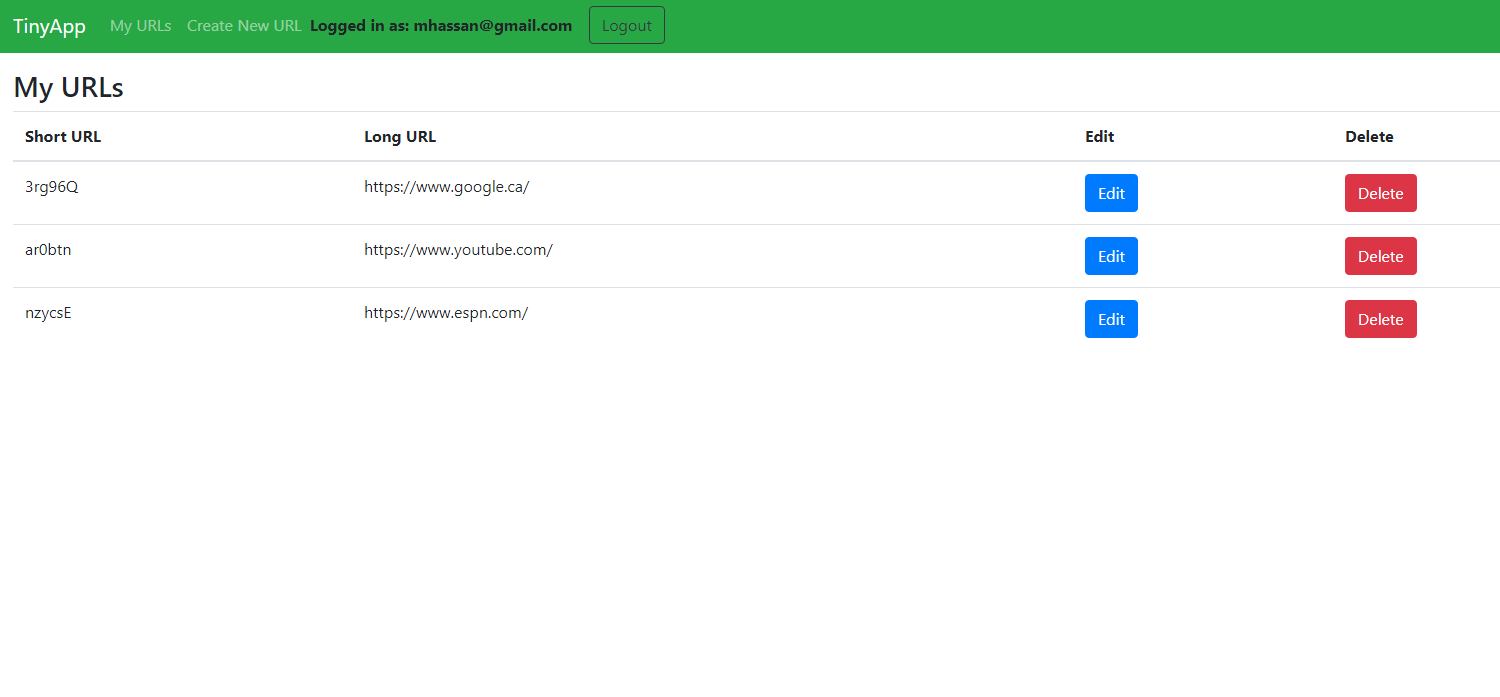 TinyApp My URLs Create New URL Logged in as: mhassan@gmail.com Logout
My URLs
Short URL Long URL Edit Delete
3rg96Q https://www.google.ca/ Edit Delete
ar0btn https://www.youtube.com/ Edit Delete
nzycsE https://www.espn.com/ Edit Delete